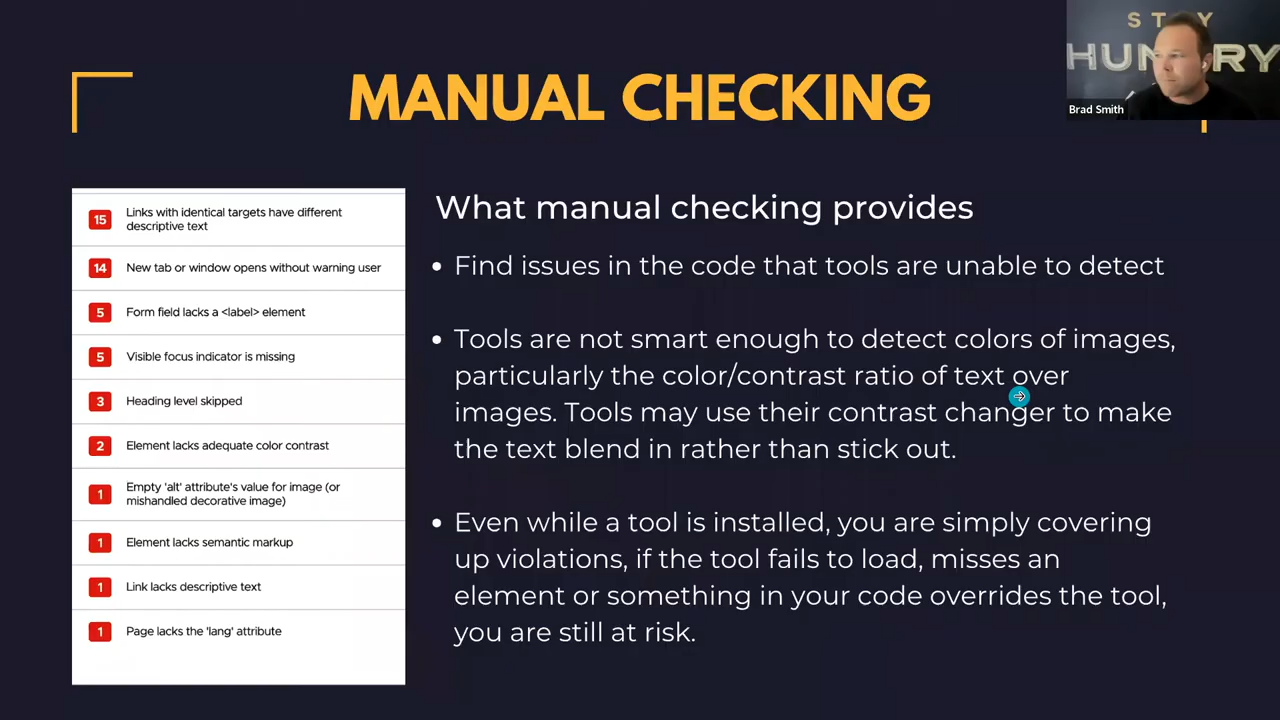 STAY
HUNGRY
Brad Smith
MANUAL CHECKING
15 Links with identical targets have different
descriptive text
14 New tab or window opens without warning user
5 Form field lacks a <label> element
5 Visible focus indicator is missing
3 Heading level skipped
2 Element lacks adequate color contrast
1 Empty 'alt' attribute's value for image (or
mishandled decorative image)
1 Element lacks semantic markup
1 Link lacks descriptive text
1 Page lacks the 'lang' attribute
What manual checking provides
• Find issues in the code that tools are unable to detect
• Tools are not smart enough to detect colors of images,
particularly the color/contrast ratio of text over
images. Tools may use their contrast changer to make
the text blend in rather than stick out.
• Even while a tool is installed, you are simply covering
up violations, if the tool fails to load, misses an
element or something in your code overrides the tool,
you are still at risk.